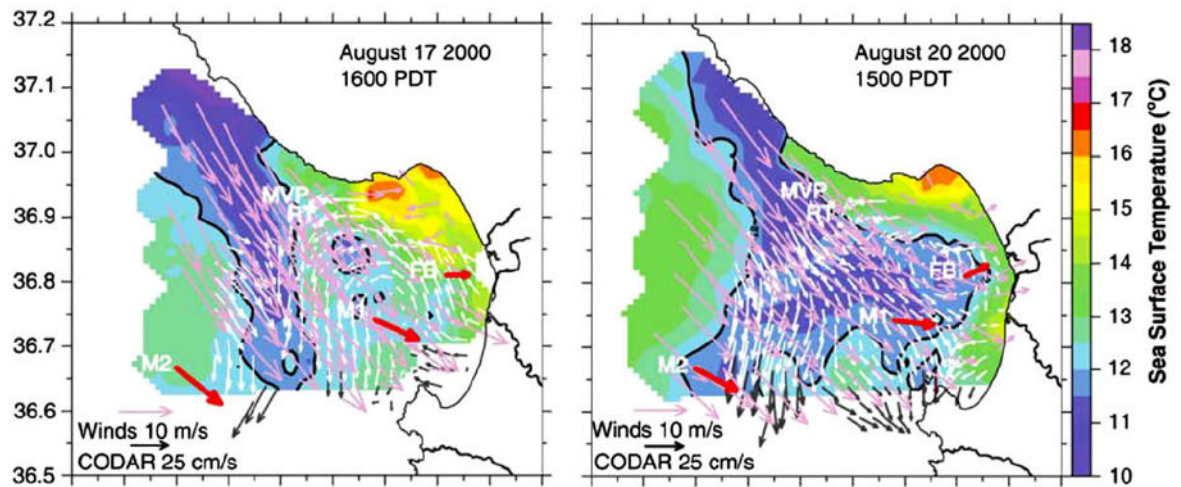 37.2
37.1
37.0
36.9
36.8
36.7
36.6
36.5
August 17 2000
1600 PDT
MVP
RT
FB
M1
M2
Winds 10 m/s
CODAR 25 cm/s
August 20 2000
1500 PDT
MVP
RT
FB
M1
M2
Winds 10 m/s
CODAR 25 cm/s
18
17
16
15
14
13
12
11
10
Sea Surface Temperature (°C)